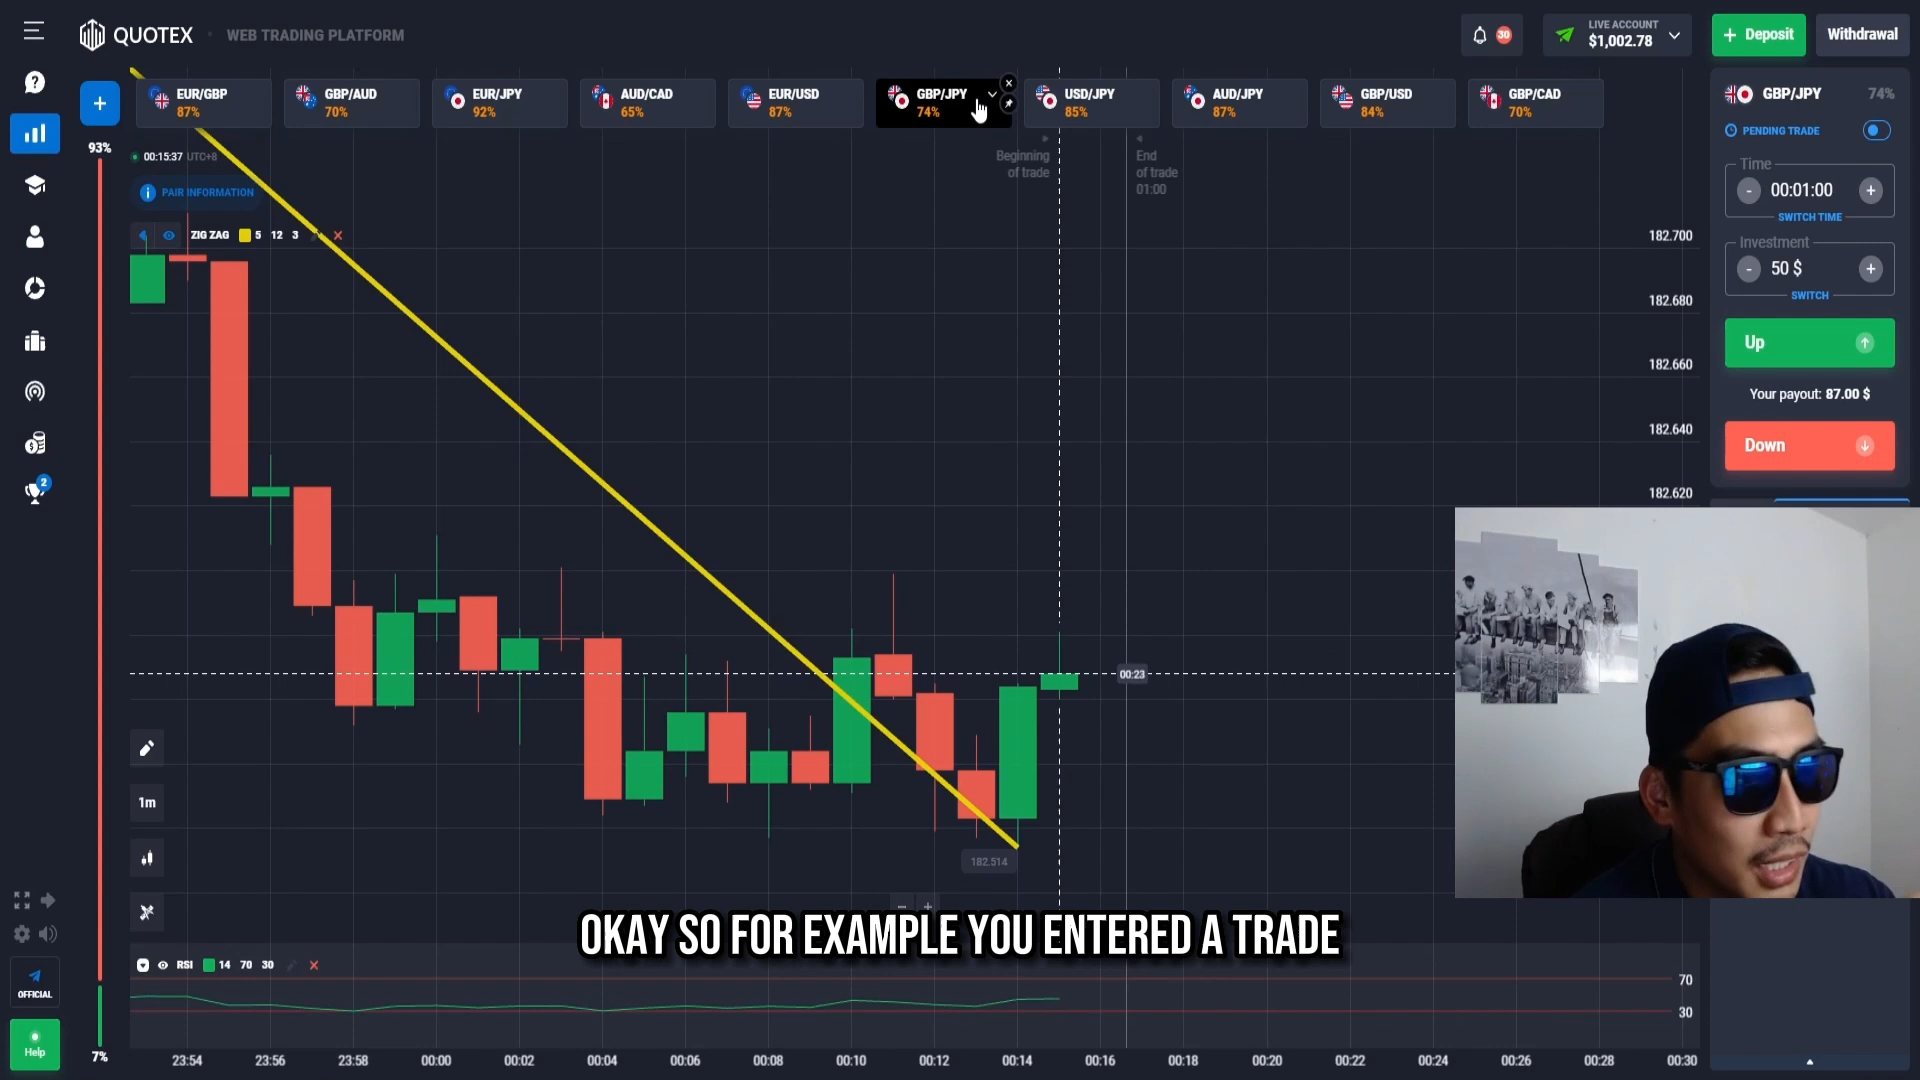 QUOTEX
WEB TRADING PLATFORM
30
LIVE ACCOUNT
$1,002.78
+ Deposit
Withdrawal
EUR/GBP
87%
GBP/AUD
70%
EUR/JPY
92%
AUD/CAD
65%
EUR/USD
87%
GBP/JPY
74%
USD/JPY
85%
AUD/JPY
87%
GBP/USD
84%
GBP/CAD
70%
GBP/JPY
74%
PENDING TRADE
Time
- 00:01:00 +
SWITCH TIME
Investment
- 50 $ +
SWITCH
Up
Your payout: 87.00 $
Down
93%
00:15:37 UTC+8
PAIR INFORMATION
Beginning
of trade
End
of trade
01:00
ZIG ZAG 5 12 3
182.700
182.680
182.660
182.640
182.620
00:23
1m
182.514
2
OKAY SO FOR EXAMPLE YOU ENTERED A TRADE
RSI 14 70 30
70
30
OFFICIAL
Help
7%
23:54 23:56 23:58 00:00 00:02 00:04 00:06 00:08 00:10 00:12 00:14 00:16 00:18 00:20 00:22 00:24 00:26 00:28 00:30